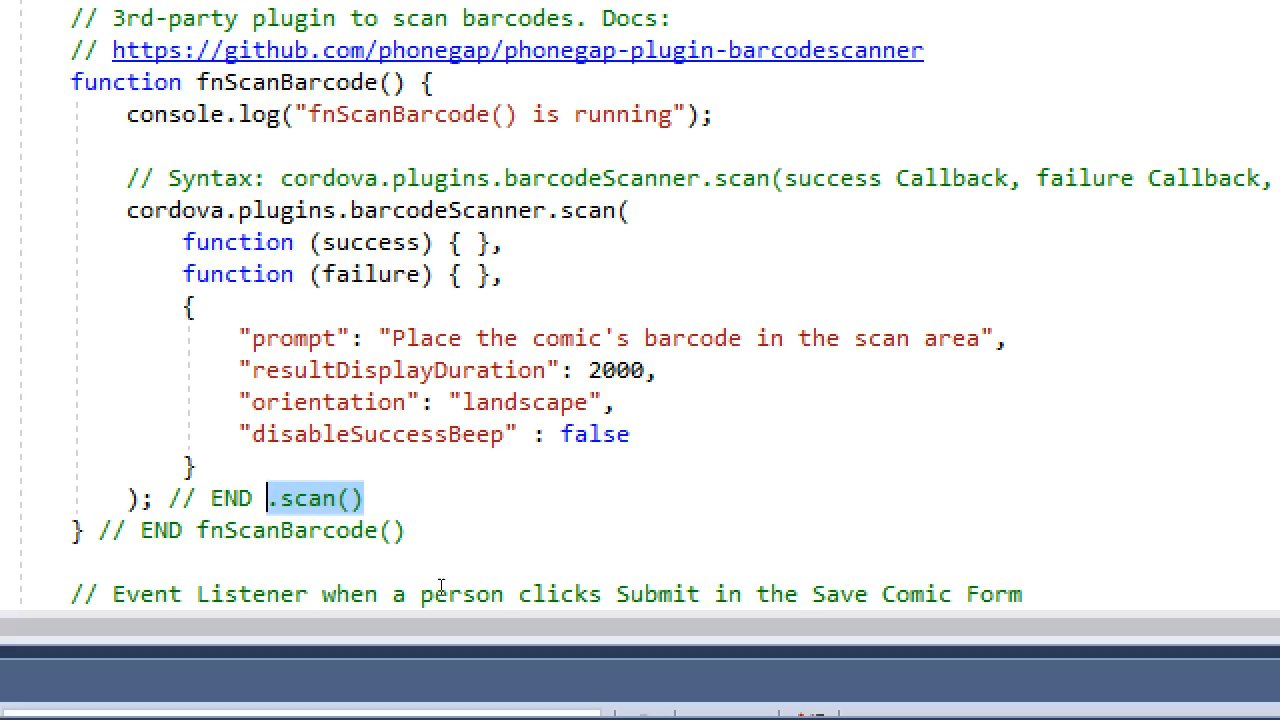 // 3rd-party plugin to scan barcodes. Docs:
// https://github.com/phonegap/phonegap-plugin-barcodescanner
function fnScanBarcode() {
console.log("fnScanBarcode() is running");
// Syntax: cordova.plugins.barcodeScanner.scan(success Callback, failure Callback,
cordova.plugins.barcodeScanner.scan(
function (success) { },
function (failure) { },
{
"prompt": "Place the comic's barcode in the scan area",
"resultDisplayDuration": 2000,
"orientation": "landscape",
"disableSuccessBeep" : false
}
); // END .scan()
} // END fnScanBarcode()
// Event Listener when a person clicks Submit in the Save Comic Form